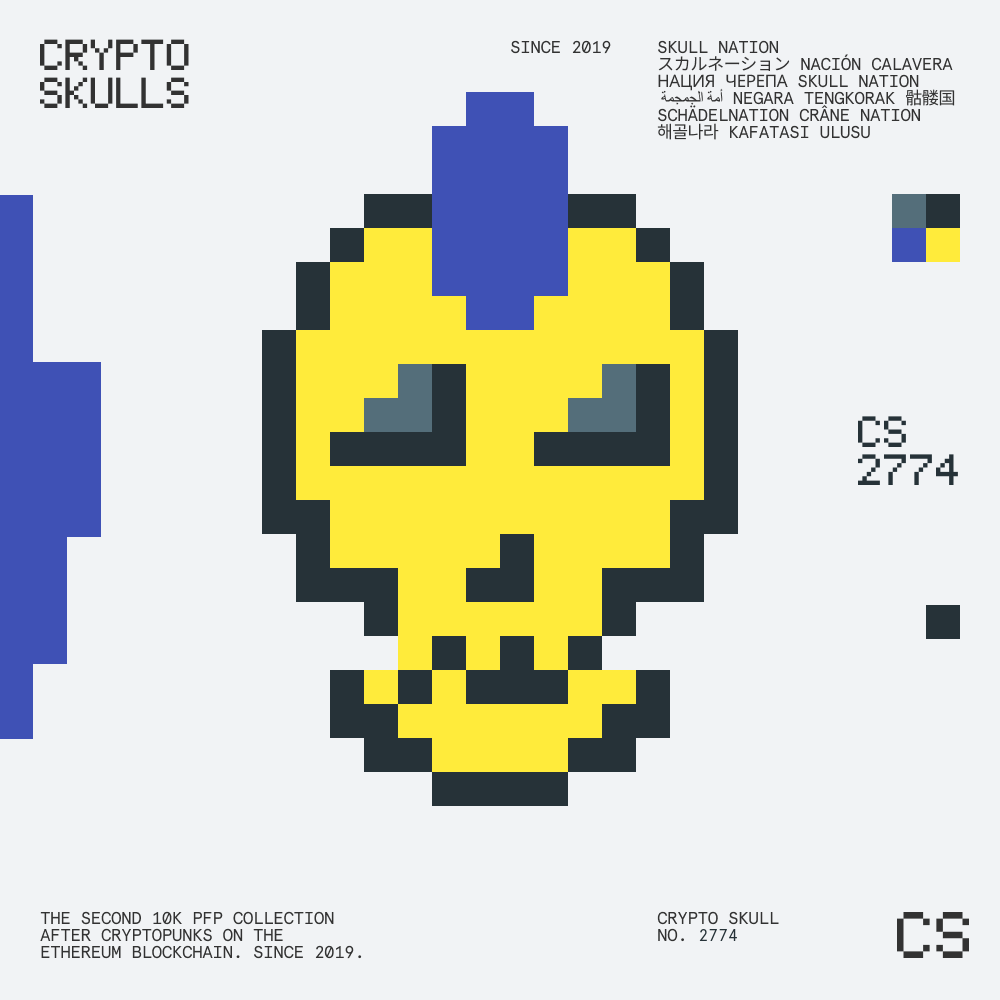 CRYPTO
SKULLS
SINCE 2019
SKULL NATION
スカルネーション NACIÓN CALAVERA
НАЦИЯ ЧЕРЕПА SKULL NATION
أمة الجمجمة NEGARA TENGKORAK 骷髅国
SCHÄDELNATION CRÂNE NATION
해골나라 KAFATASI ULUSU
CS
2774
THE SECOND 10K PFP COLLECTION
AFTER CRYPTOPUNKS ON THE
ETHEREUM BLOCKCHAIN. SINCE 2019.
CRYPTO SKULL
NO. 2774
CS